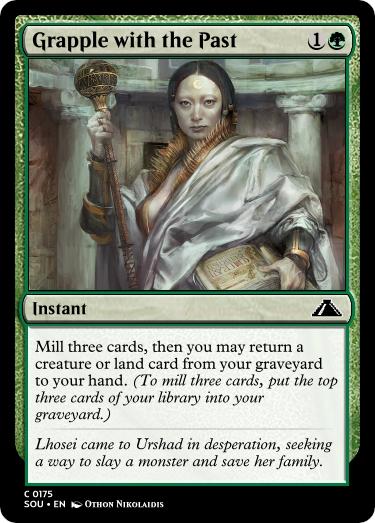 Grapple with the Past 1
Instant
Mill three cards, then you may return a
creature or land card from your graveyard
to your hand. (To mill three cards, put the top
three cards of your library into your
graveyard.)
Lhosei came to Urshad in desperation, seeking
a way to slay a monster and save her family.
C 0175
SOU • EN Othon Nikolaidis